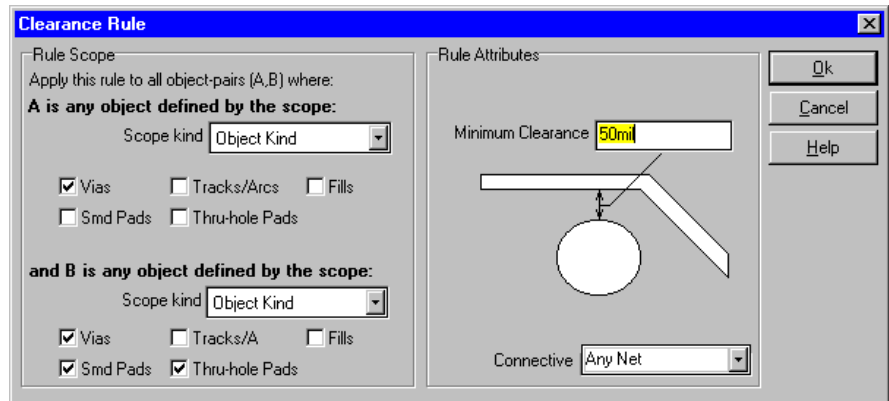 Clearance Rule
Rule Scope
Apply this rule to all object-pairs (A,B) where:
A is any object defined by the scope:
Scope kind Object Kind
Vias Tracks/Arcs Fills
Smd Pads Thru-hole Pads
and B is any object defined by the scope:
Scope kind Object Kind
Vias Tracks/A Fills
Smd Pads Thru-hole Pads
Rule Attributes
Minimum Clearance 50mil
Connective Any Net
Ok
Cancel
Help